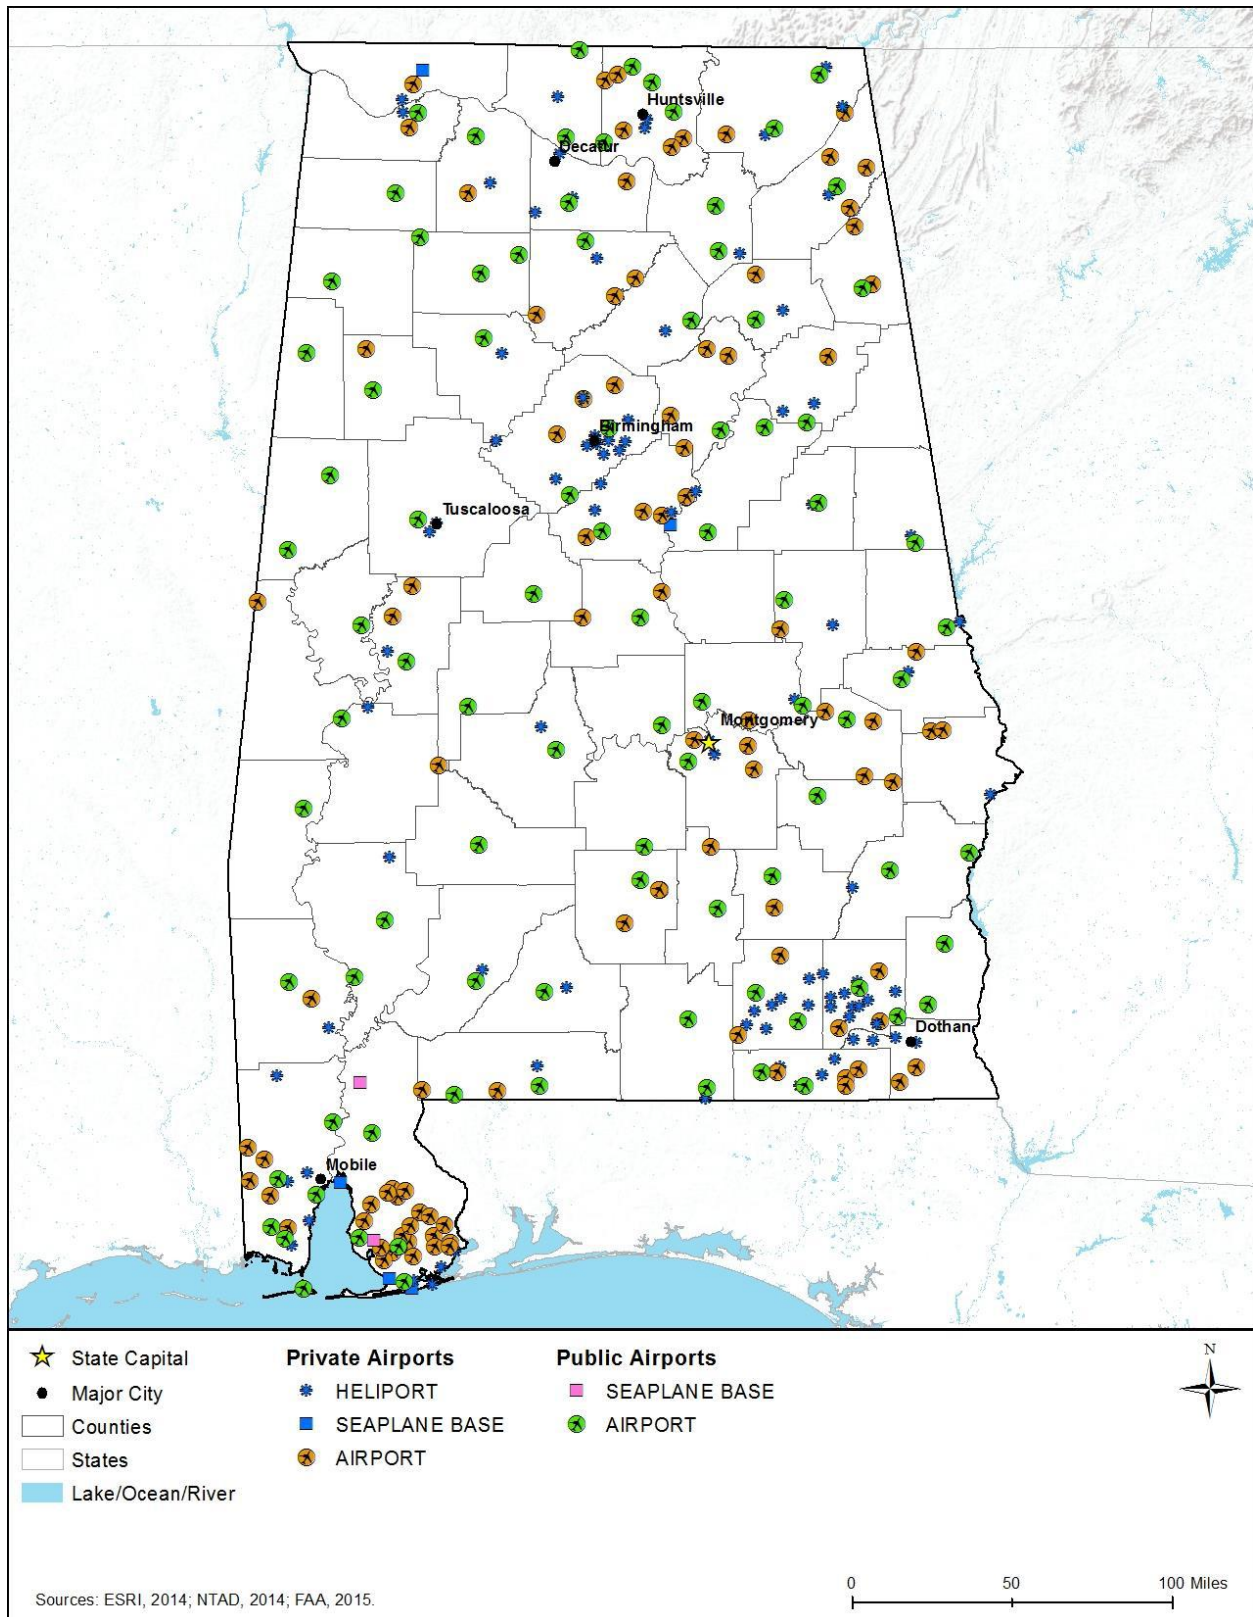 Huntsville
Decatur
Birmingham
Tuscaloosa
Montgomery
Dothan
Mobile
State Capital
Major City
Counties
States
Lake/Ocean/River
Private Airports
HELIPORT
SEAPLANE BASE
AIRPORT
Public Airports
SEAPLANE BASE
AIRPORT
N
0 50 100 Miles
Sources: ESRI, 2014; NTAD, 2014; FAA, 2015.